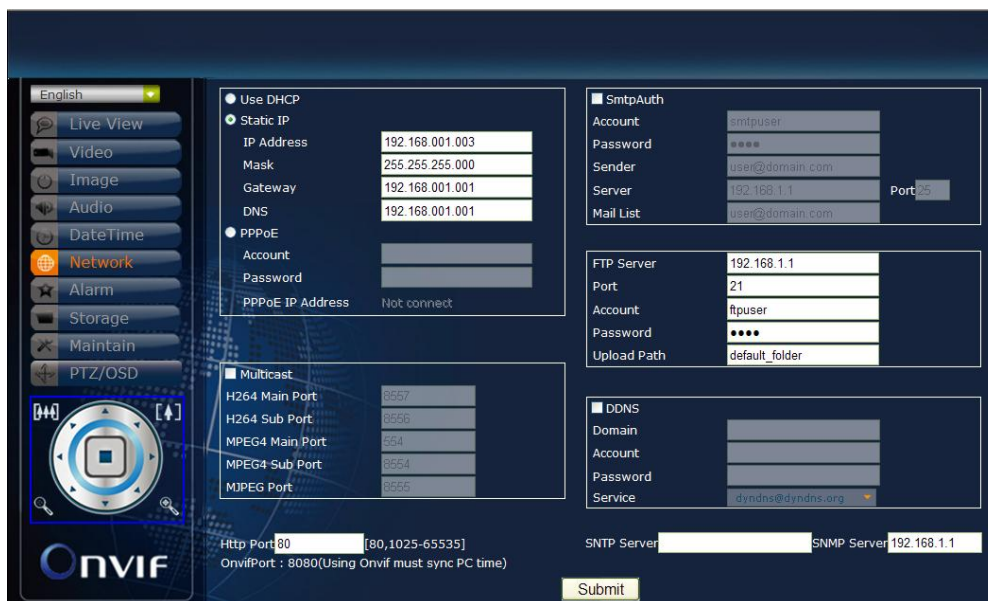 English
Live View
Video
Image
Audio
DateTime
Network
Alarm
Storage
Maintain
PTZ/OSD
Onvif
Use DHCP
Static IP
IP Address 192.168.001.003
Mask 255.255.255.000
Gateway 192.168.001.001
DNS 192.168.001.001
PPPoE
Account
Password
PPPoE IP Address Not connect
Multicast
H264 Main Port 8557
H264 Sub Port 8556
MPEG4 Main Port 554
MPEG4 Sub Port 8554
MJPEG Port 8555
Http Port 80 [80,1025-65535]
OnvifPort : 8080(Using Onvif must sync PC time)
SmtpAuth
Account smtpuser
Password ●●●●
Sender user@domain.com
Server 192.168.1.1 Port 25
Mail List user@domain.com
FTP Server 192.168.1.1
Port 21
Account ftpuser
Password ●●●●
Upload Path default_folder
DDNS
Domain
Account
Password
Service dyndns@dyndns.org
SNTP Server SNMP Server 192.168.1.1
Submit